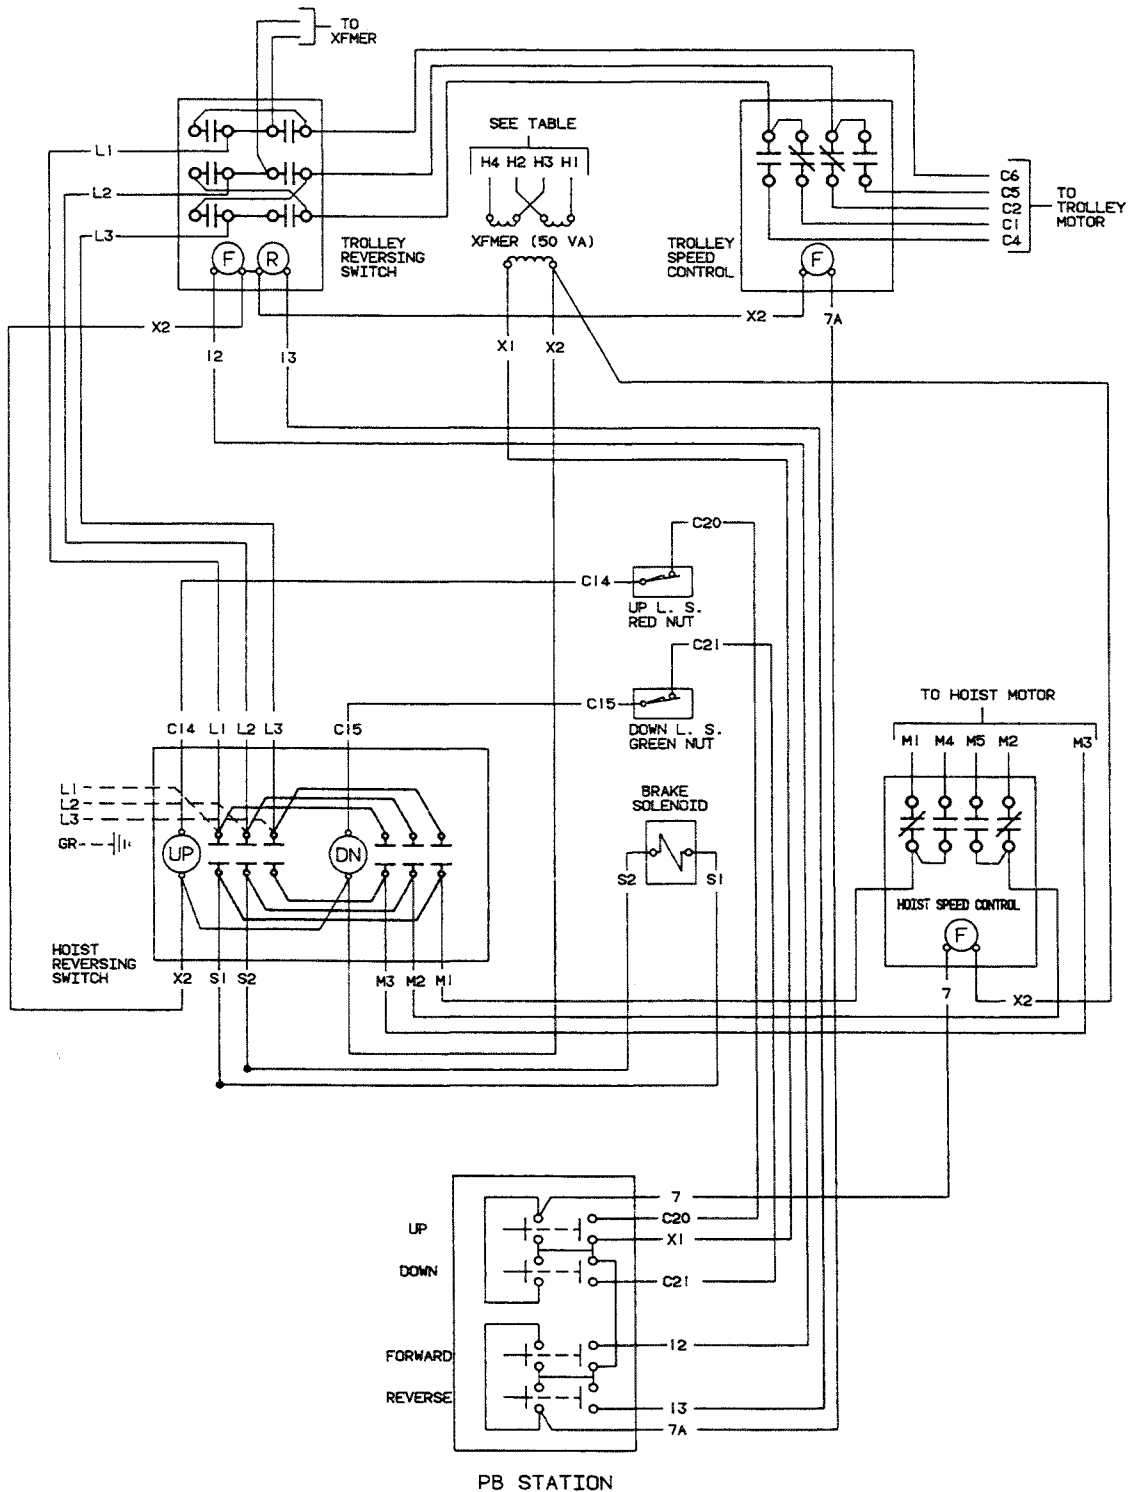 TO
XFMER
SEE TABLE
H4 H2 H3 H1
L1
L2
L3
C6
C5
C2
C1
C4
TO
TROLLEY
MOTOR
XFMER (50 VA)
TROLLEY
REVERSING
SWITCH
TROLLEY
SPEED
CONTROL
F R
F
X2
X2
7A
12
13
X1
X2
C20
C14
UP L. S.
RED NUT
C21
C15
DOWN L. S.
GREEN NUT
TO HOIST MOTOR
C14 L1 L2 L3
C15
M1 M4 M5 M2
M3
L1
L2
L3
GR
UP
DN
BRAKE
SOLENOID
S2
S1
HOIST SPEED CONTROL
F
HOIST
REVERSING
SWITCH
X2 S1 S2
M3 M2 M1
7
X2
UP
DOWN
FORWARD
REVERSE
7
C20
X1
C21
12
13
7A
PB STATION